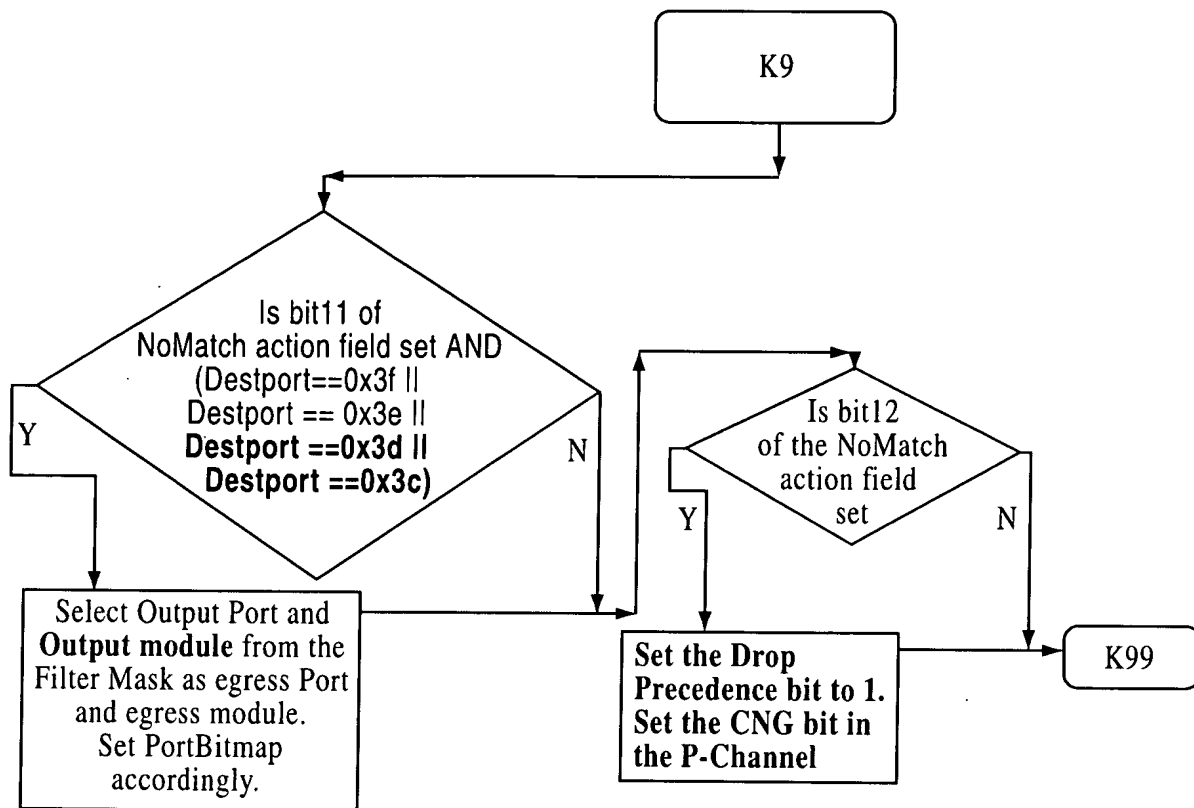 K9
Is bit11 of
NoMatch action field set AND
(Destport==0x3f ||
Destport == 0x3e ||
Destport ==0x3d ||
Destport ==0x3c)
Y
N
Select Output Port and
Output module from the
Filter Mask as egress Port
and egress module.
Set PortBitmap
accordingly.
Is bit12
of the NoMatch
action field
set
Y
N
Set the Drop
Precedence bit to 1.
Set the CNG bit in
the P-Channel
K99